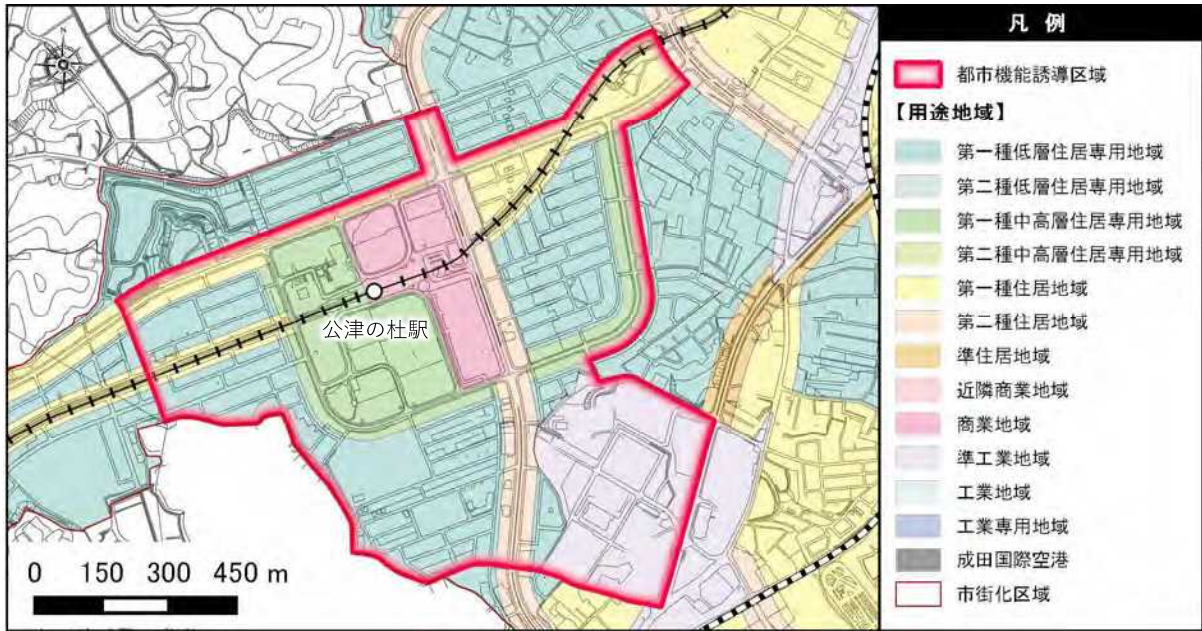 公津の杜駅
0 150 300 450 m
凡 例
都市機能誘導区域
【用途地域】
第一種低層住居専用地域
第二種低層住居専用地域
第一種中高層住居専用地域
第二種中高層住居専用地域
第一種住居地域
第二種住居地域
準住居地域
近隣商業地域
商業地域
準工業地域
工業地域
工業専用地域
成田国際空港
市街化区域